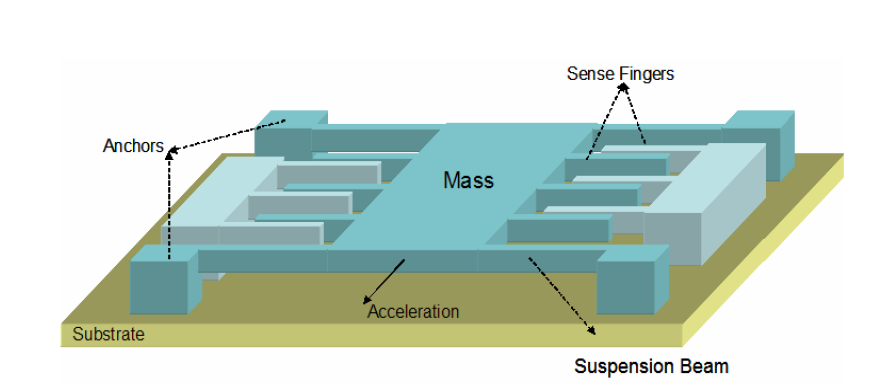 Sense Fingers
Anchors
Mass
Acceleration
Substrate
Suspension Beam